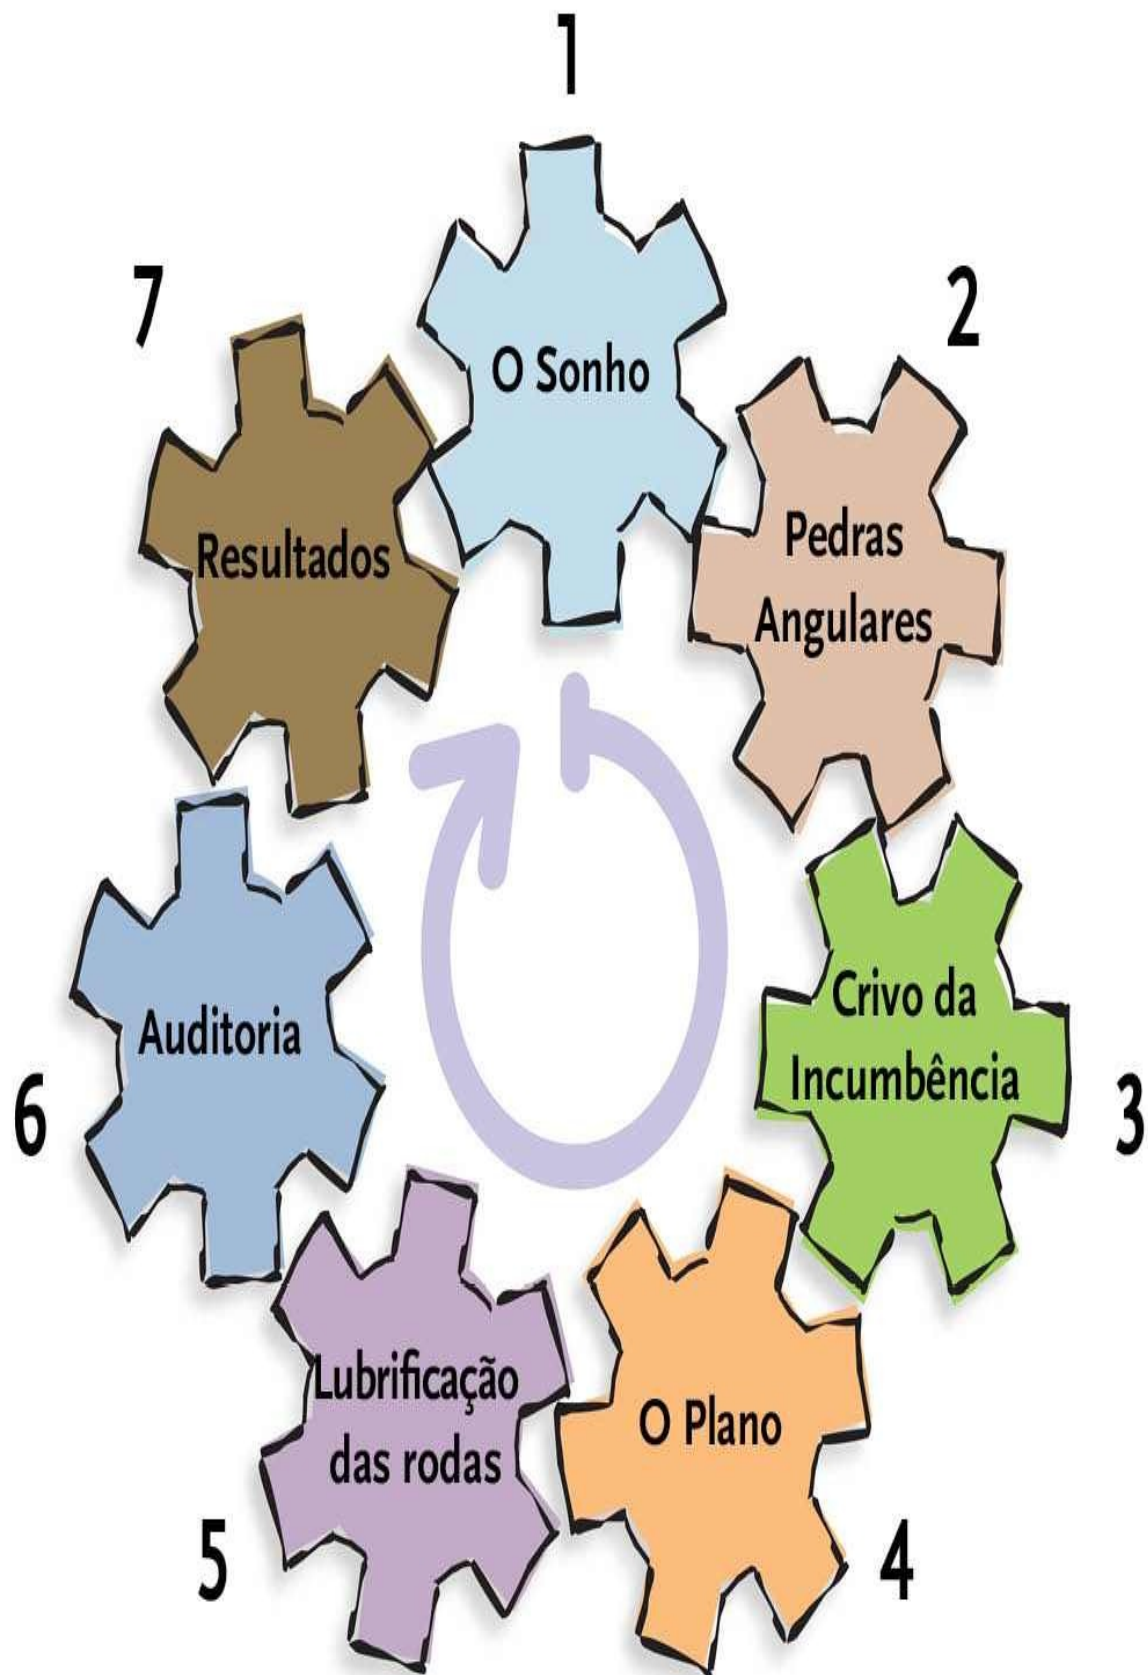 1
O Sonho
2
Pedras
Angulares
3
Crivo da
Incumbência
4
O Plano
5
Lubrificação
das rodas
6
Auditoria
7
Resultados